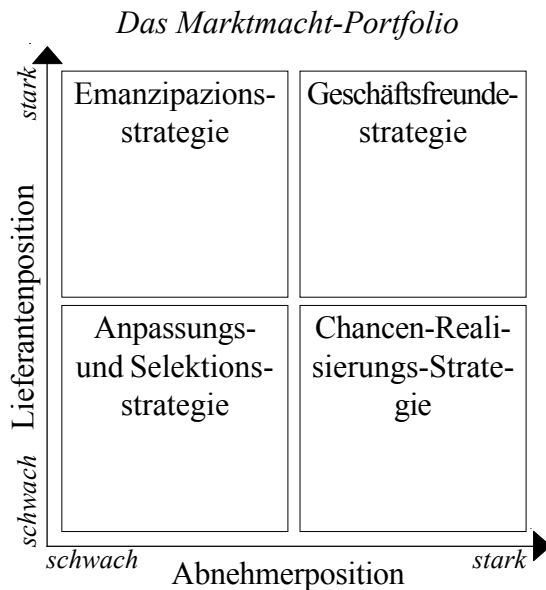 Das Marktmacht-Portfolio
stark
Emanzipazions-
strategie
Geschäftsfreunde-
strategie
Lieferantenposition
Anpassungs-
und Selektions-
strategie
Chancen-Reali-
sierungs-Strate-
gie
schwach
schwach
stark
Abnehmerposition